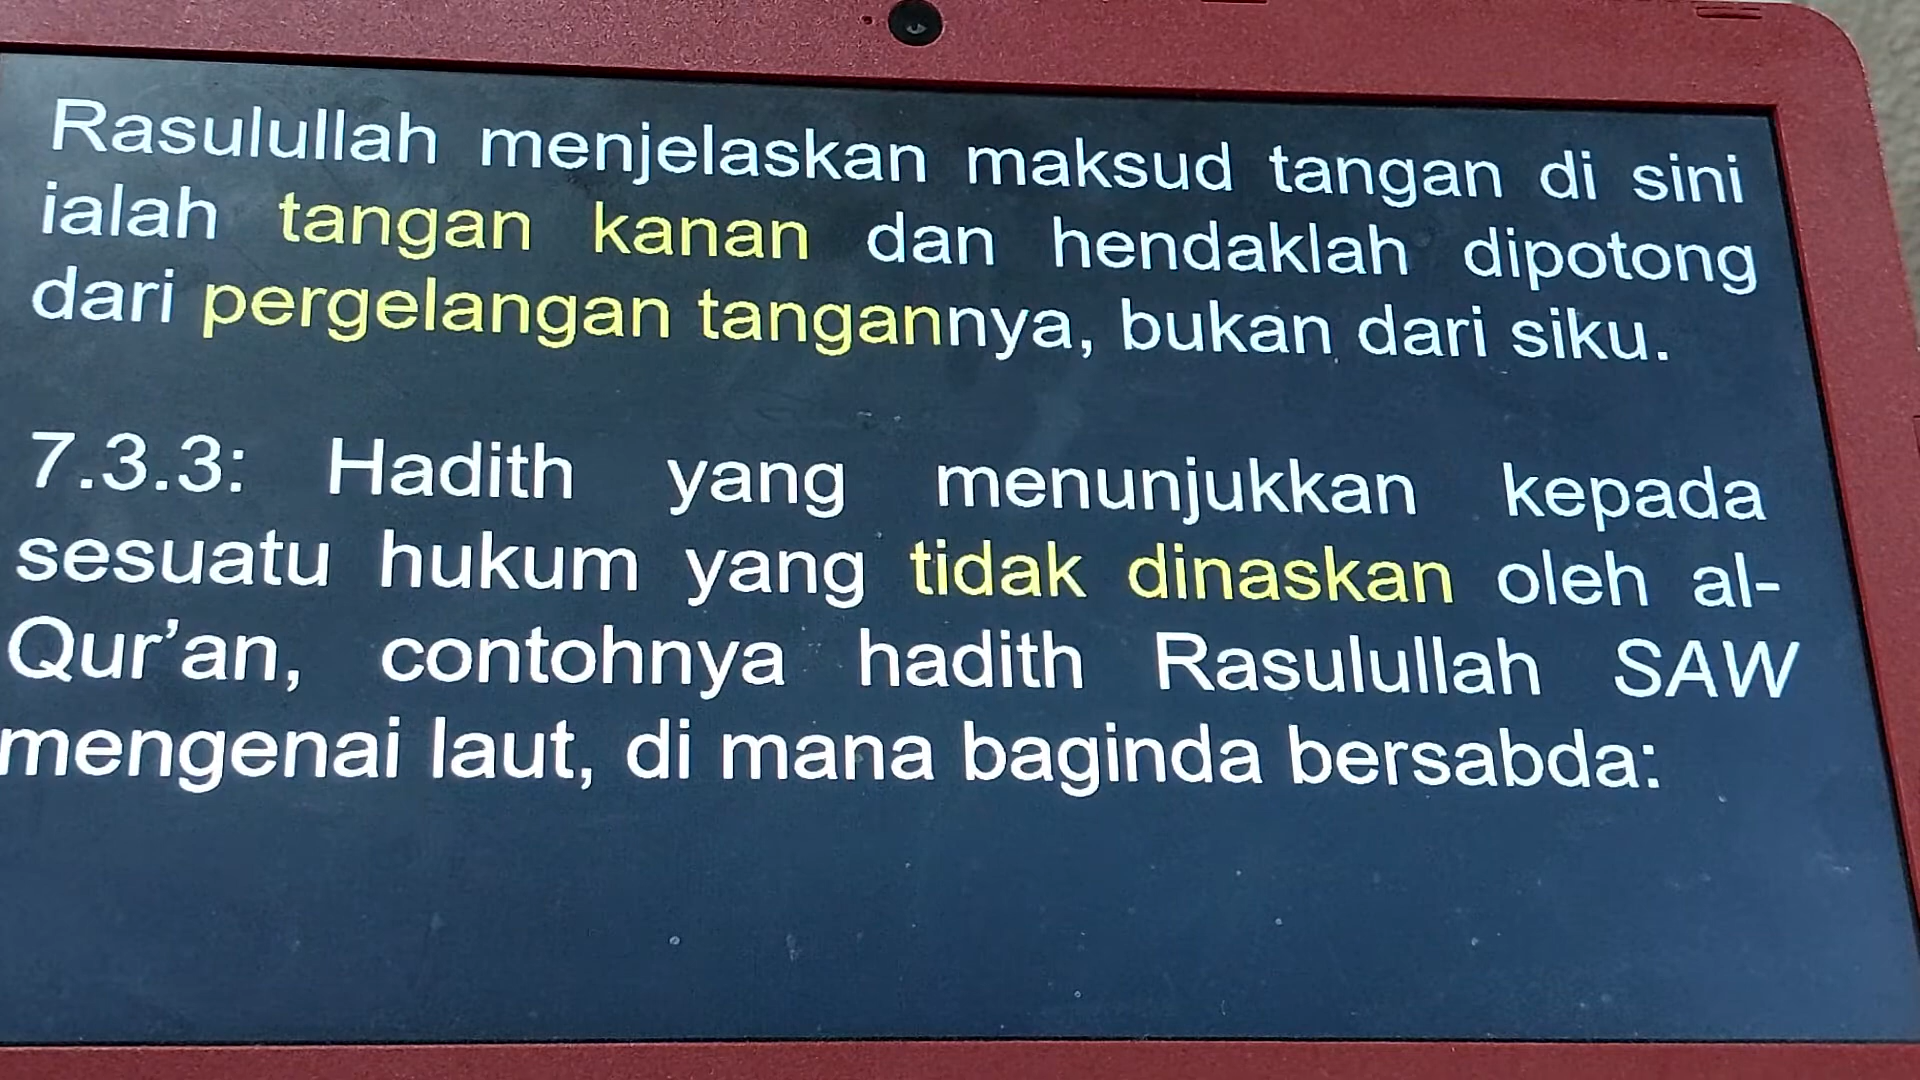 Rasulullah menjelaskan maksud tangan di sini
ialah tangan kanan dan hendaklah dipotong
dari pergelangan tangannya, bukan dari siku.
7.3.3: Hadith yang menunjukkan kepada
sesuatu hukum yang tidak dinaskan oleh al-
Qur’an, contohnya hadith Rasulullah SAW
mengenai laut, di mana baginda bersabda: